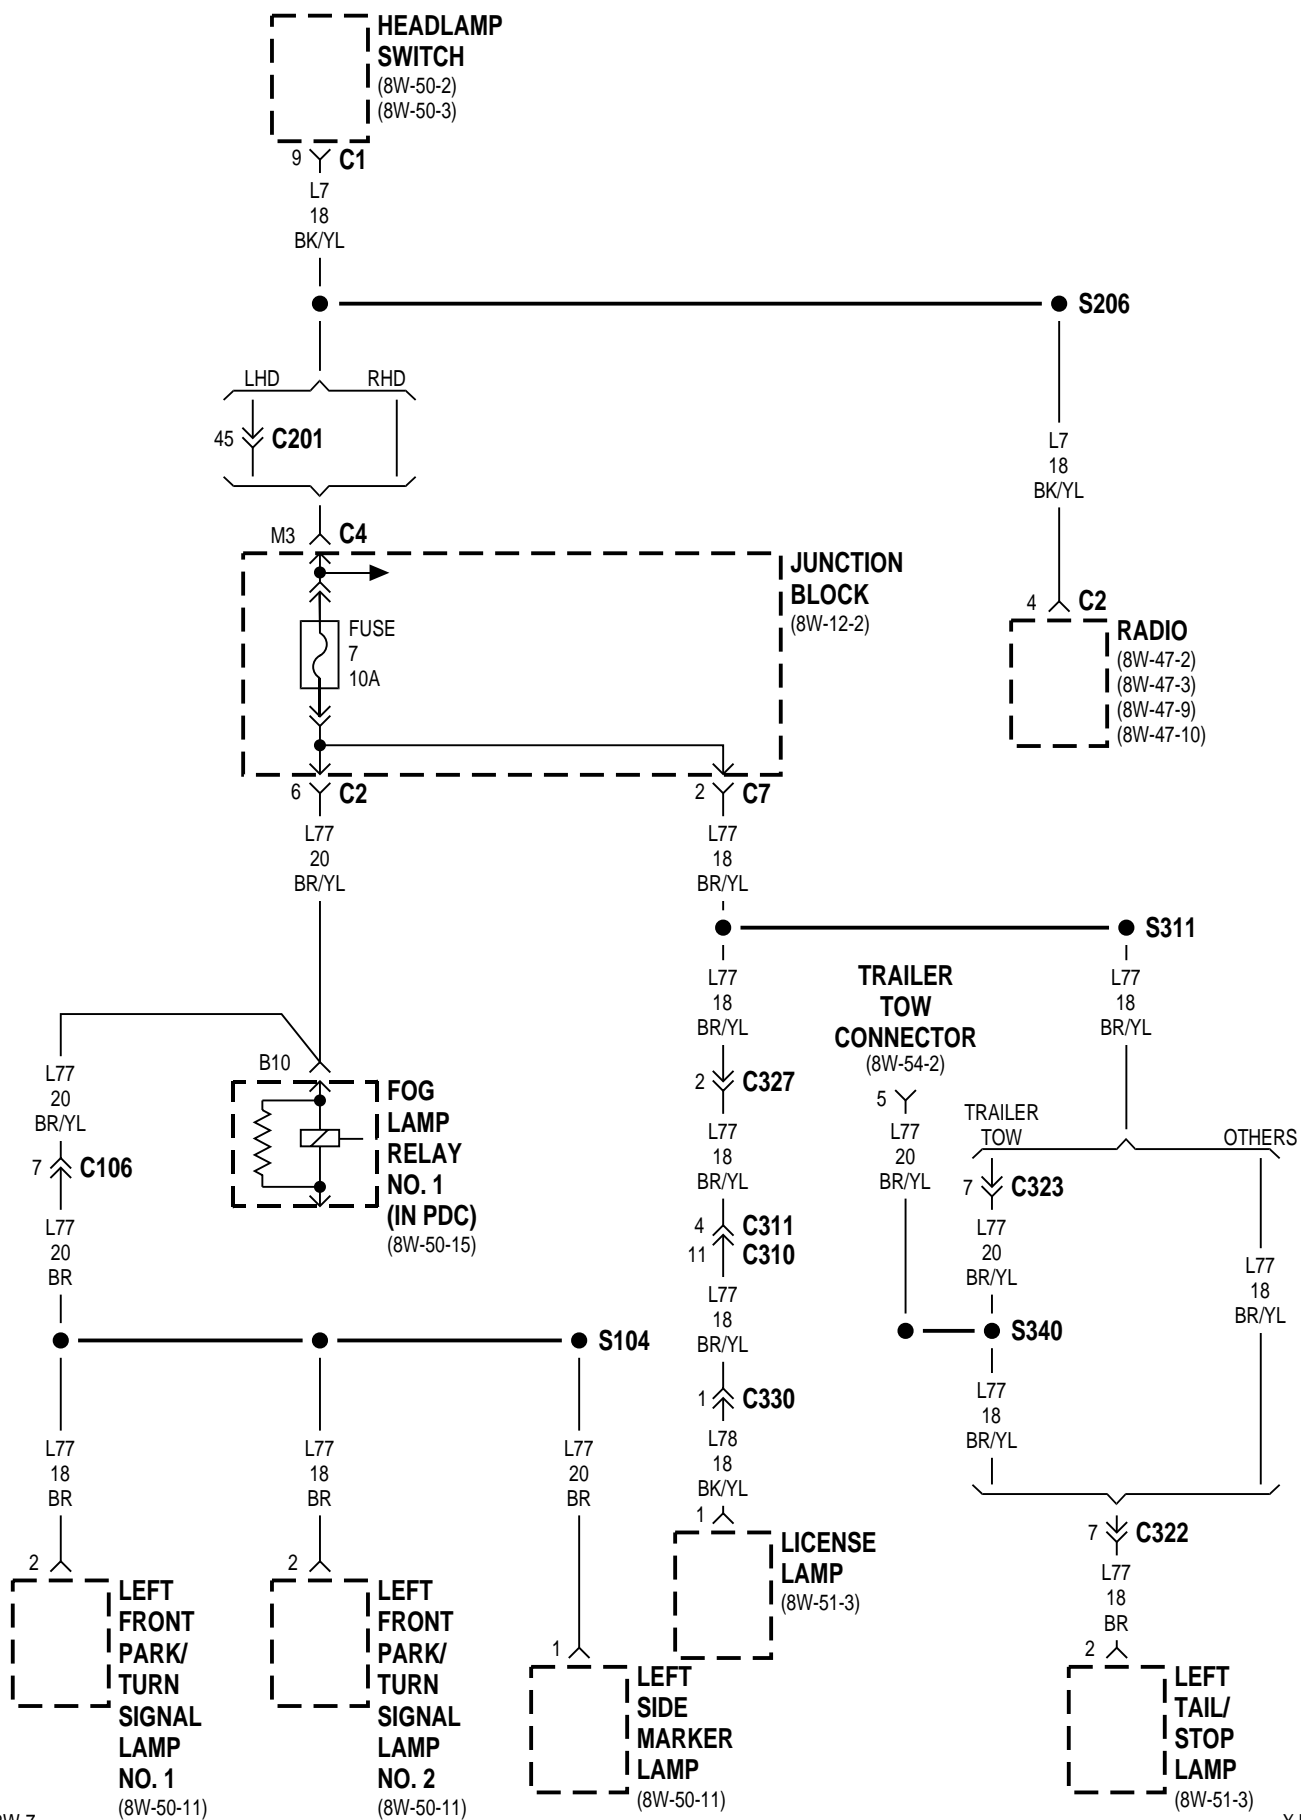 HEADLAMP
SWITCH
(8W-50-2)
(8W-50-3)
9 C1
L7
18
BK/YL
S206
LHD RHD
45 C201
L7
18
BK/YL
M3 C4
JUNCTION
BLOCK
(8W-12-2)
FUSE
7
10A
4 C2
RADIO
(8W-47-2)
(8W-47-3)
(8W-47-9)
(8W-47-10)
6 C2
2 C7
L77
20
BR/YL
L77
18
BR/YL
S311
L77
18
BR/YL
TRAILER
TOW
CONNECTOR
(8W-54-2)
5
L77
20
BR/YL
L77
18
BR/YL
TRAILER
TOW
OTHERS
L77
20
BR/YL
7 C106
L77
20
BR
B10
FOG
LAMP
RELAY
NO. 1
(IN PDC)
(8W-50-15)
2 C327
L77
18
BR/YL
4 C311
11 C310
L77
18
BR/YL
1 C330
L78
18
BK/YL
1
LICENSE
LAMP
(8W-51-3)
7 C323
L77
20
BR/YL
S340
L77
18
BR/YL
L77
18
BR/YL
7 C322
L77
18
BR
2
LEFT
TAIL/
STOP
LAMP
(8W-51-3)
S104
L77
18
BR
L77
18
BR
L77
20
BR
2
LEFT
FRONT
PARK/
TURN
SIGNAL
LAMP
NO. 1
(8W-50-11)
2
LEFT
FRONT
PARK/
TURN
SIGNAL
LAMP
NO. 2
(8W-50-11)
1
LEFT
SIDE
MARKER
LAMP
(8W-50-11)